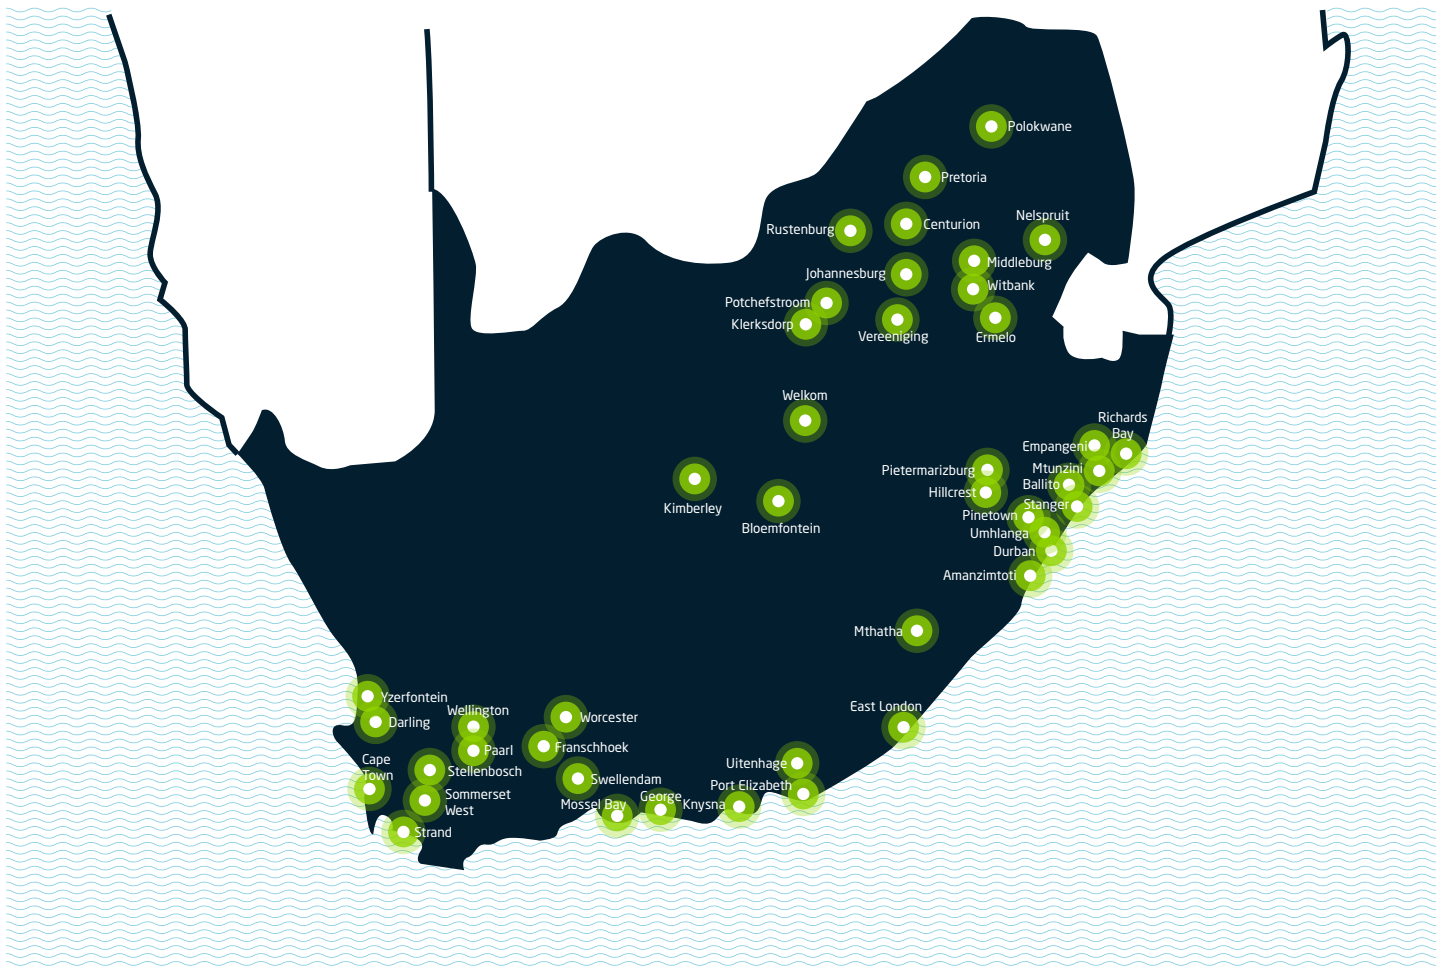 Polokwane
Pretoria
Nelspruit
Rustenburg
Centurion
Middleburg
Johannesburg
Witbank
Potchefstroom
Klerksdorp
Vereeniging
Ermelo
Welkom
Richards
Bay
Empangeni
Mtunzini
Pietermarizburg
Ballito
Hillcrest
Stanger
Pinetown
Umhlanga
Durban
Kimberley
Bloemfontein
Amanzimtoti
Mthatha
Yzerfontein
Wellington
East London
Darling
Worcester
Paarl
Franschhoek
Cape
Town
Stellenbosch
Uitenhage
Swellendam
Port Elizabeth
Sommerset
West
Mossel Bay
George
Knysna
Strand